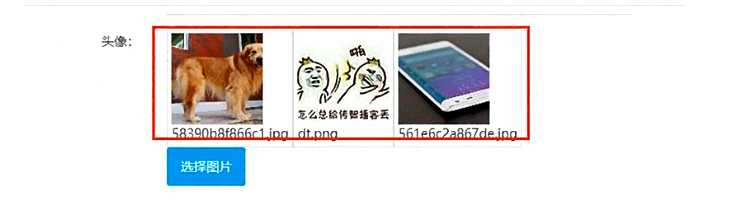 头像：
啪
怎么总给传智播客丢
58390b8f866c1.jpg
dt.png
561e6c2a867de.jpg
选择图片